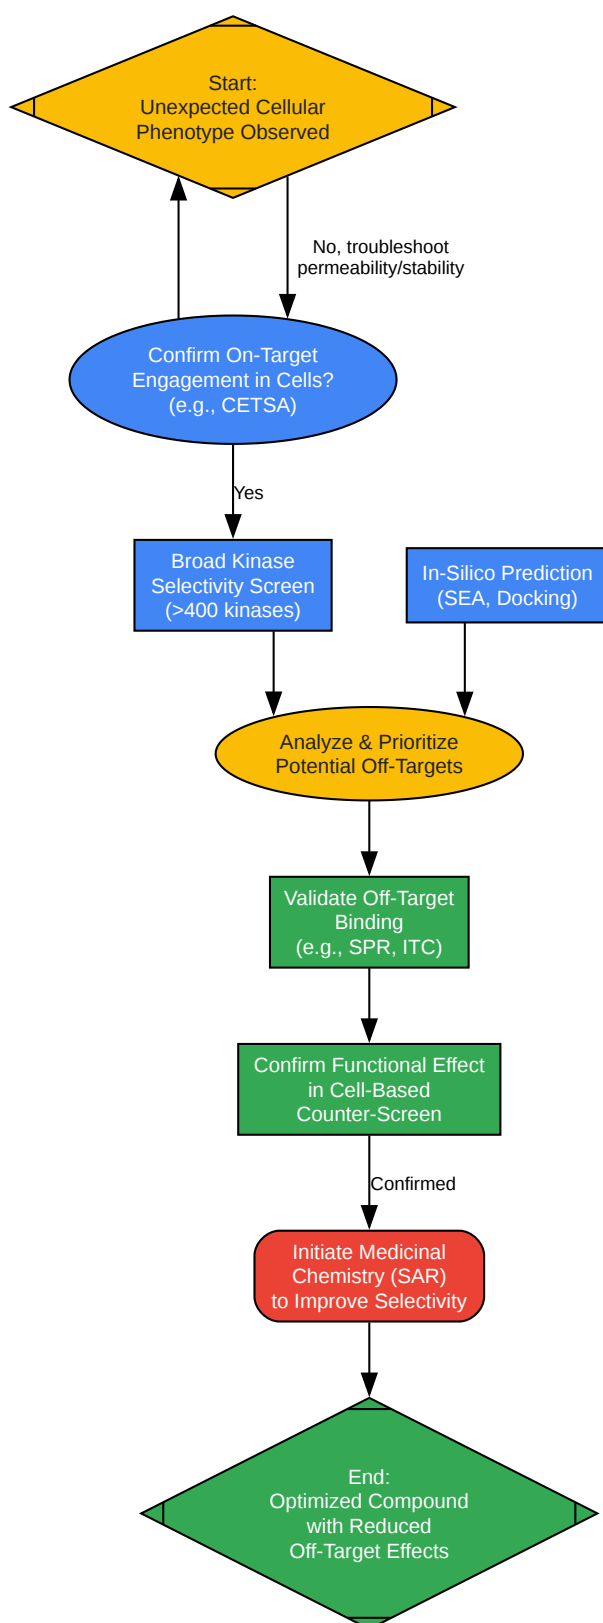 Start:
Unexpected Cellular
Phenotype Observed
No, troubleshoot
permeability/stability
Confirm On-Target
Engagement in Cells?
(e.g., CETSA)
Yes
Broad Kinase
Selectivity Screen
(>400 kinases)
In-Silico Prediction
(SEA, Docking)
Analyze & Prioritize
Potential Off-Targets
Validate Off-Target
Binding
(e.g., SPR, ITC)
Confirm Functional Effect
in Cell-Based
Counter-Screen
Confirmed
Initiate Medicinal
Chemistry (SAR)
to Improve Selectivity
End:
Optimized Compound
with Reduced
Off-Target Effects